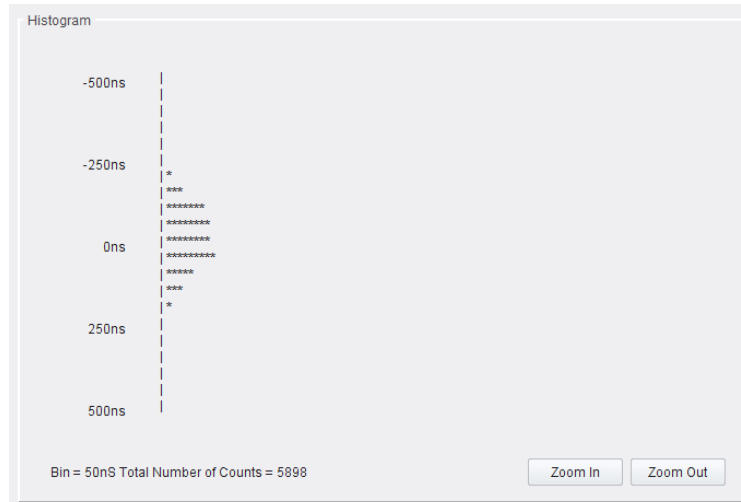 Histogram
-500ns
-250ns
*
***
*******
********
0ns
********
*********
*****
***
*
250ns
500ns
Bin = 50nS Total Number of Counts = 5898
Zoom In
Zoom Out